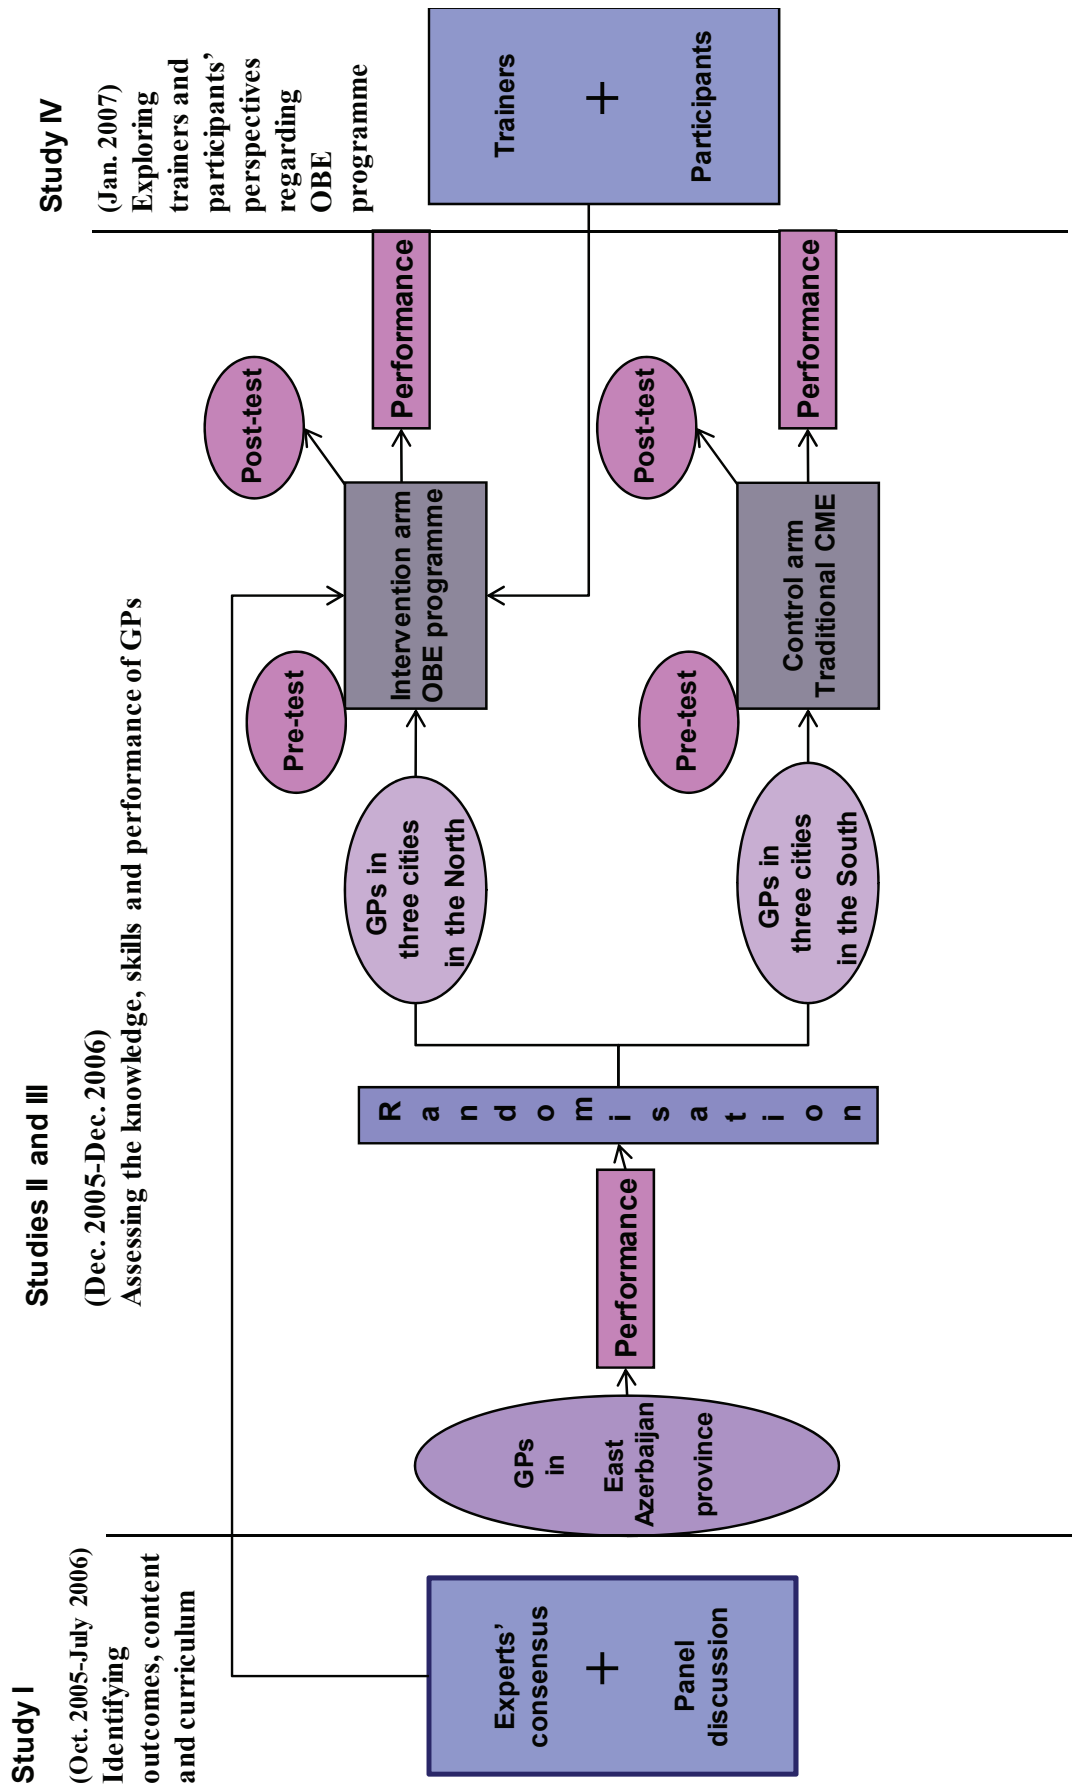 Study I
(Oct. 2005-July 2006)
Identifying
outcomes, content
and curriculum
Experts’
consensus
+
Panel
discussion
Studies II and III
(Dec. 2005-Dec. 2006)
Assessing the knowledge, skills and performance of GPs
GPs
in
East
Azerbaijan
province
Performance
Randomisation
GPs in
three cities
in the North
Pre-test
Intervention arm
OBE programme
Post-test
Performance
GPs in
three cities
in the South
Pre-test
Control arm
Traditional CME
Post-test
Performance
Study IV
(Jan. 2007)
Exploring
trainers and
participants’
perspectives
regarding
OBE
programme
Trainers
+
Participants